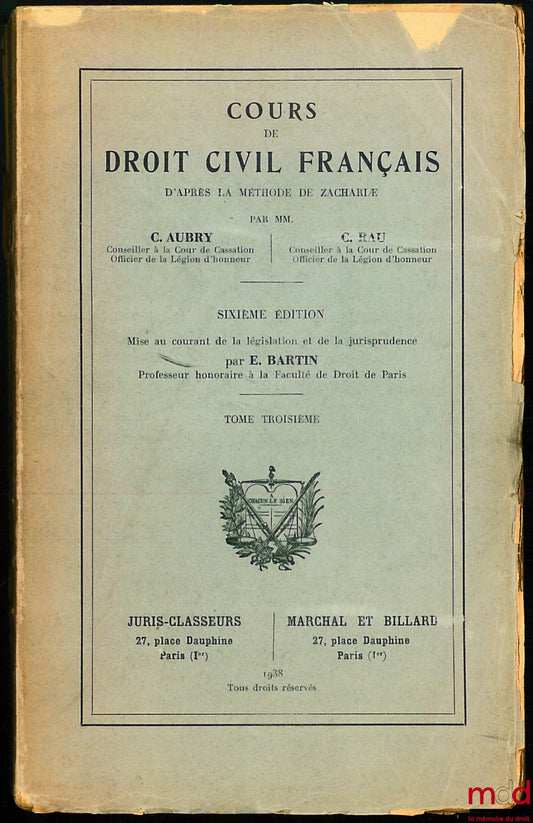 COURS
DE
DROIT CIVIL FRANÇAIS
D'APRÈS LA MÉTHODE DE ZACHARIÆ
PAR MM.
C. AUBRY
Conseiller à la Cour de Cassation
Officier de la Légion d'honneur
C. RAU
Conseiller à la Cour de Cassation
Officier de la Légion d'honneur
SIXIÈME ÉDITION
Mise au courant de la législation et de la jurisprudence
par E. BARTIN
Professeur honoraire à la Faculté de Droit de Paris
TOME TROISIÈME
A
CHACUN LE SIEN
JURIS-CLASSEURS
27, place Dauphine
Paris (Ier)
MARCHAL ET BILLARD
27, place Dauphine
Paris (Ier)
1938
Tous droits réservés
mdd
la mémoire du droit